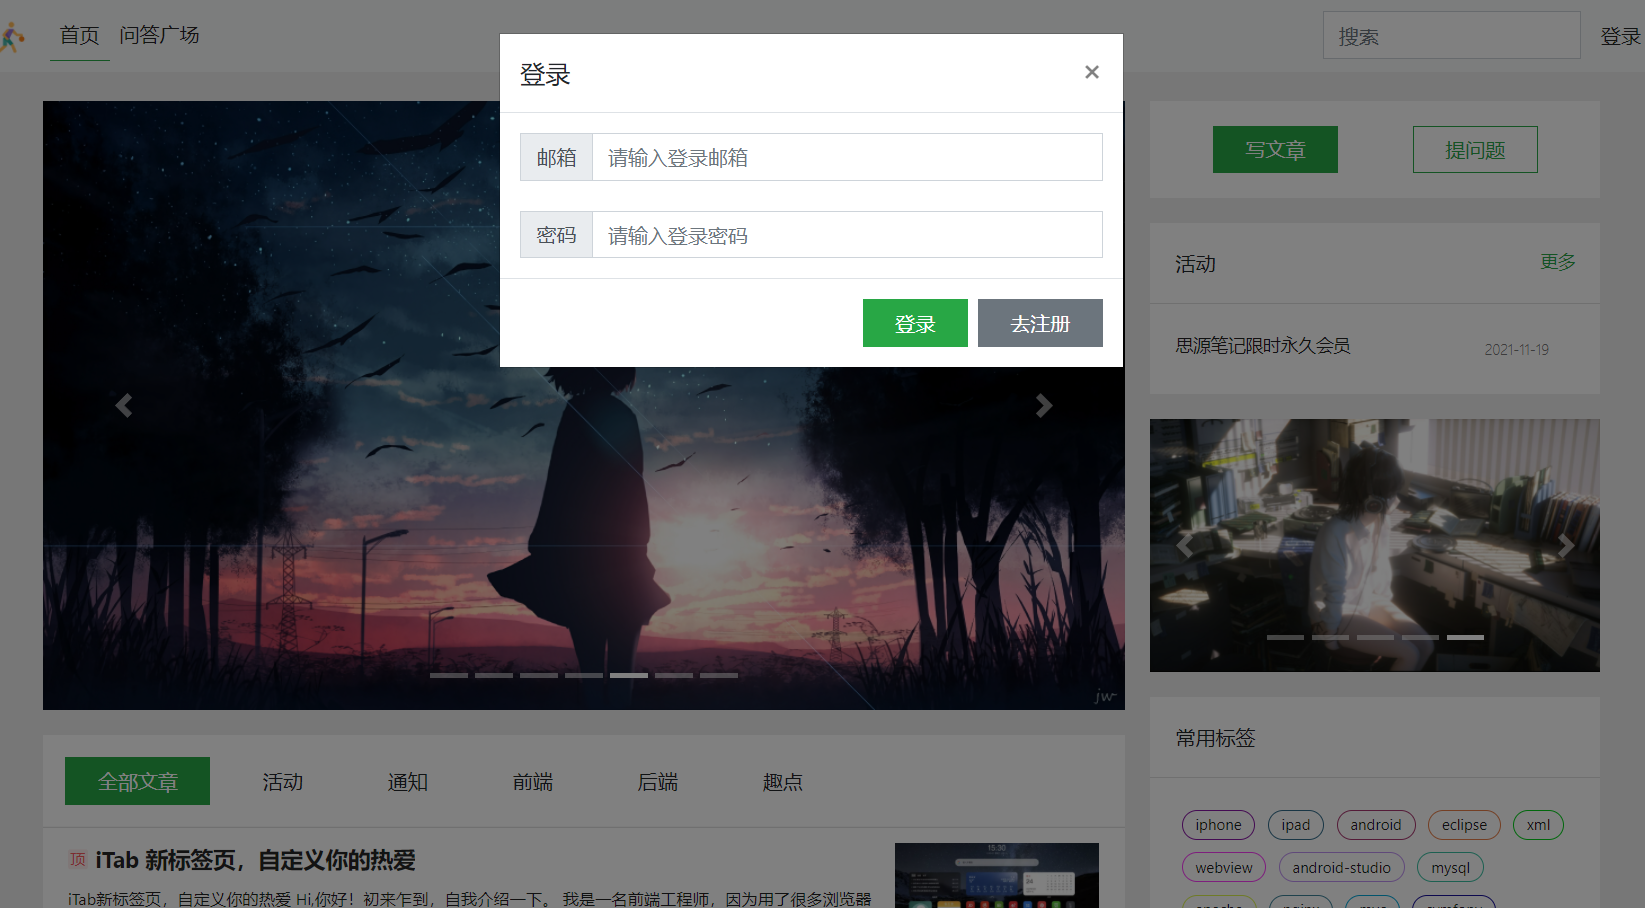 首页 问答广场 搜索 登录
登录 ×
邮箱 请输入登录邮箱
密码 请输入登录密码
登录 去注册
写文章 提问题
活动 更多
思源笔记限时永久会员 2021-11-19
jw
常用标签
iphone ipad android eclipse xml
webview android-studio mysql
全部文章 活动 通知 前端 后端 趣点
顶 iTab 新标签页，自定义你的热爱
iTab新标签页，自定义你的热爱 Hi,你好！初来乍到，自我介绍一下。 我是一名前端工程师，因为用了很多浏览器
15:30